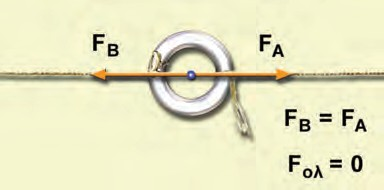 F_B F_A
F_B = F_A
F_ολ = 0